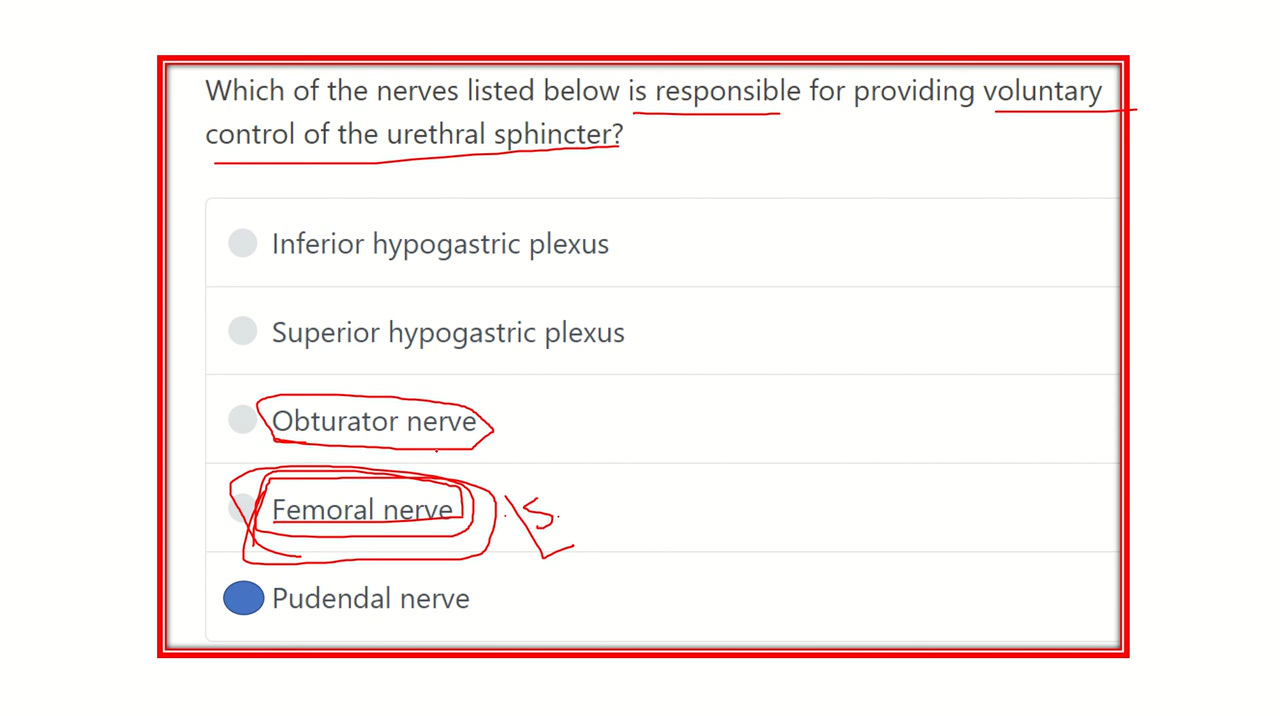 Which of the nerves listed below is responsible for providing voluntary
control of the urethral sphincter?
Inferior hypogastric plexus
Superior hypogastric plexus
Obturator nerve
Femoral nerve
Pudendal nerve